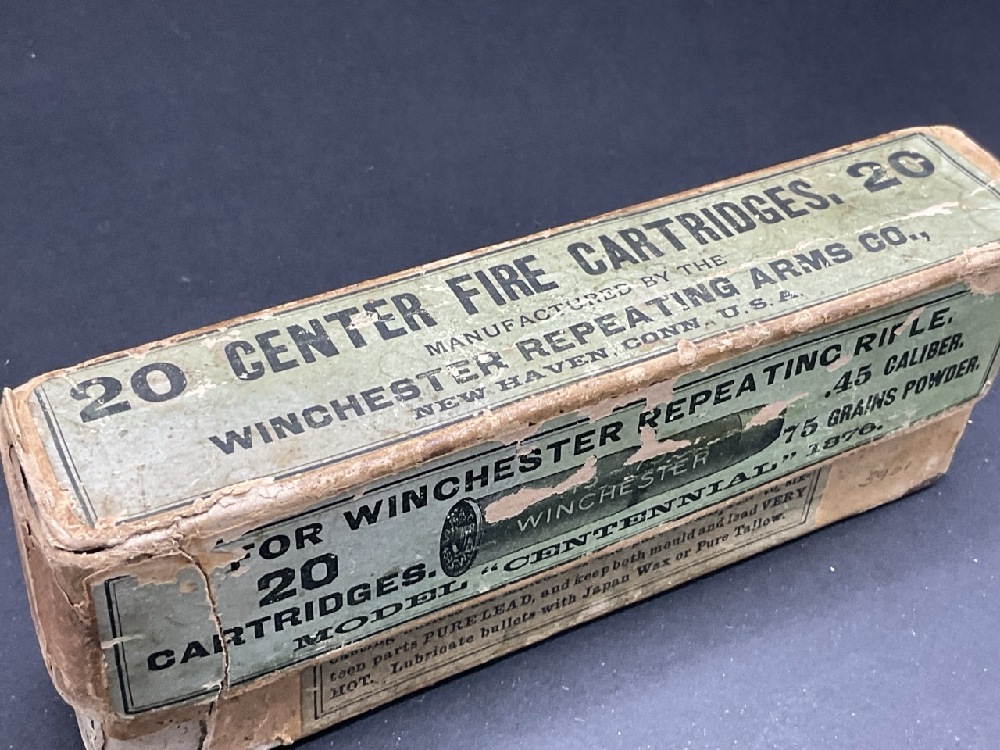 20 CENTER FIRE CARTRIDGES. 20
MANUFACTURED BY THE
WINCHESTER REPEATING ARMS CO.,
NEW HAVEN, CONN. U.S.A.
FOR WINCHESTER REPEATING RIFLE.
20
CARTRIDGES.
WINCHESTER
.45 CALIBER.
75 GRAINS POWDER.
MODEL "CENTENNIAL" 1876.
teen parts PURE LEAD, and keep both mould and lead VERY
HOT. Lubricate bullets with Japan Wax or Pure Tallow.